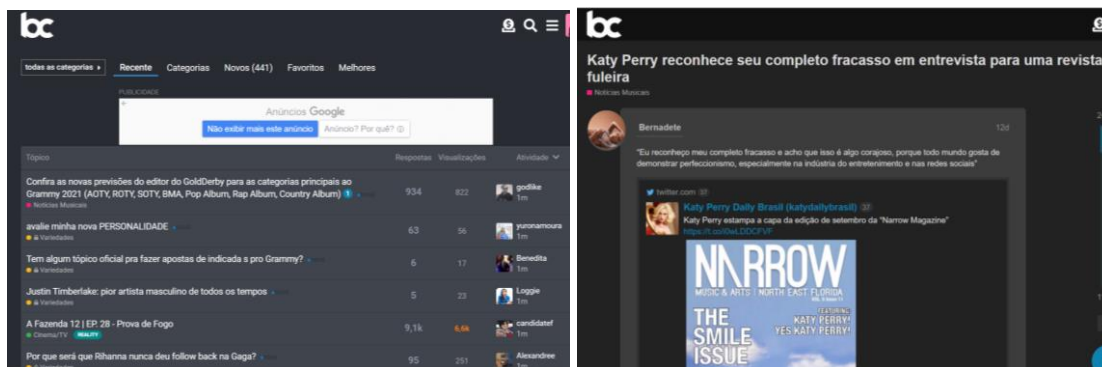 bc
todas as categorias
Recente
Categorias
Novos (441)
Favoritos
Melhores
PUBLICIDADE
Anúncios Google
Não exibir mais este anúncio
Anúncio? Por quê?
Tópico
Respostas
Visualizações
Atividade
Confira as novas previsões do editor do GoldDerby para as categorias principais ao
Grammy 2021 (AOTY, ROTY, SOTY, BMA, Pop Album, Rap Album, Country Album) 1
Notícias Musicais
934
822
godlike
1m
avalie minha nova PERSONALIDADE
Variedades
63
56
yuronamoura
1m
Tem algum tópico oficial pra fazer apostas de indicada s pro Grammy?
Variedades
6
17
Benedita
1m
Justin Timberlake: pior artista masculino de todos os tempos
Variedades
5
23
Loggie
1m
A Fazenda 12 | EP. 28 - Prova de Fogo
Cinema/TV
REALITY
9,1k
6,6k
candidatef
1m
Por que será que Rihanna nunca deu follow back na Gaga?
Variedades
95
251
Alexandree
1m
bc
Katy Perry reconhece seu completo fracasso em entrevista para uma revista
fuleira
Notícias Musicais
Bernadete
12d
"Eu reconheço meu completo fracasso e acho que isso é algo corajoso, porque todo mundo gosta de
demonstrar perfeccionismo, especialmente na indústria do entretenimento e nas redes sociais"
twitter.com 37
Katy Perry Daily Brasil (katydailybrasil) 37
Katy Perry estampa a capa da edição de setembro da "Narrow Magazine"
NARROW
MUSIC & ARTS | NORTH EAST FLORIDA
THE
SMILE
ISSUE
FEATURING:
KATY PERRY!
YES KATY PERRY!